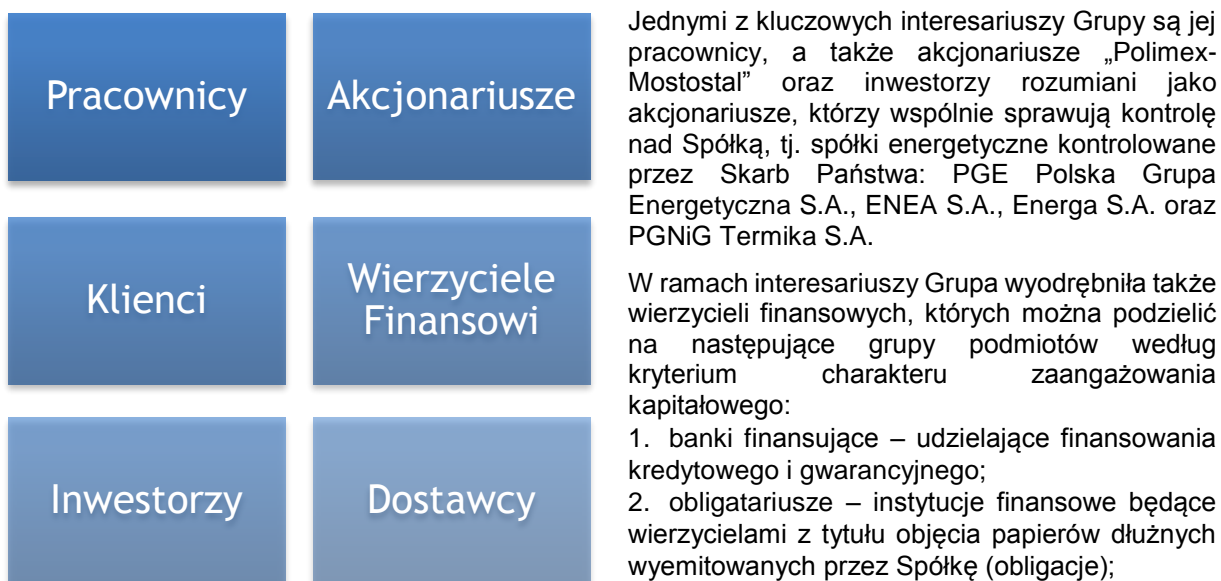 Pracownicy
Akcjonariusze
Klienci
Wierzyciele
Finansowi
Inwestorzy
Dostawcy
Jednymi z kluczowych interesariuszy Grupy są jej
pracownicy, a także akcjonariusze „Polimex-
Mostostal” oraz inwestorzy rozumiani jako
akcjonariusze, którzy wspólnie sprawują kontrolę
nad Spółką, tj. spółki energetyczne kontrolowane
przez Skarb Państwa: PGE Polska Grupa
Energetyczna S.A., ENEA S.A., Energa S.A. oraz
PGNiG Termika S.A.
W ramach interesariuszy Grupa wyodrębniła także
wierzycieli finansowych, których można podzielić
na następujące grupy podmiotów według
kryterium charakteru zaangażowania
kapitałowego:
1. banki finansujące – udzielające finansowania
kredytowego i gwarancyjnego;
2. obligatariusze – instytucje finansowe będące
wierzycielami z tytułu objęcia papierów dłużnych
wyemitowanych przez Spółkę (obligacje);